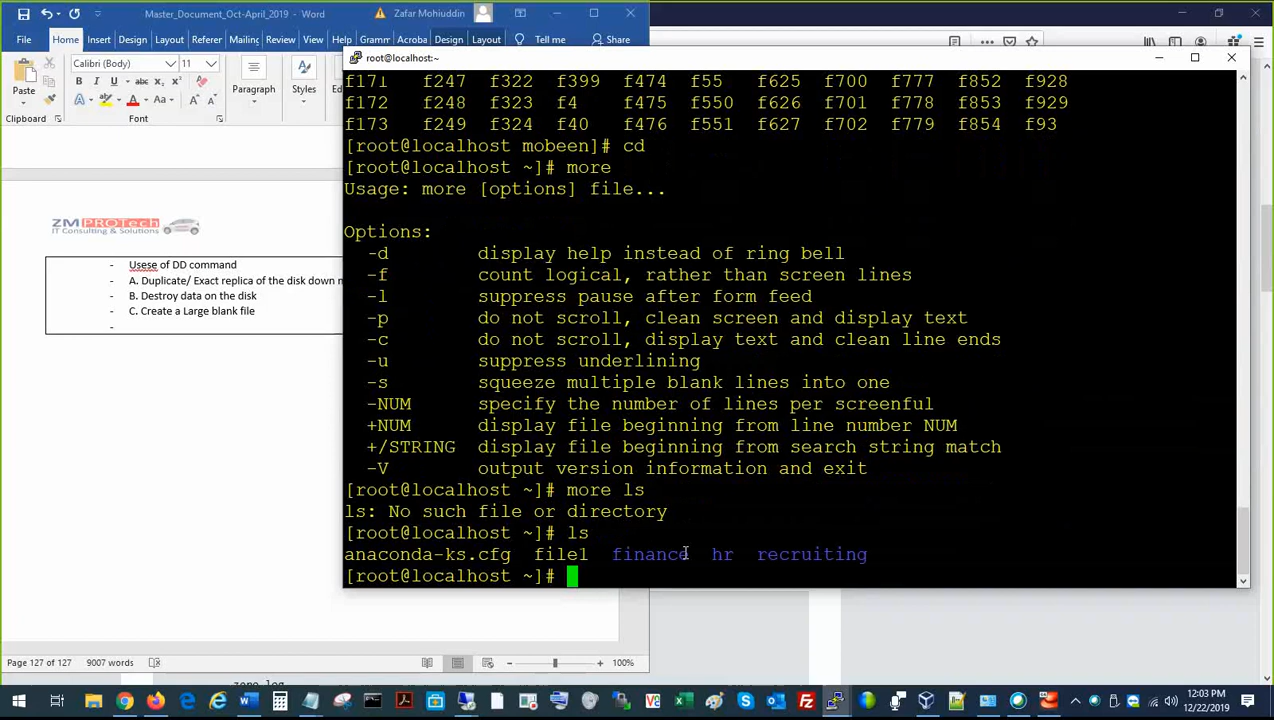 Master_Document_Oct-April_2019 - Word
Zafar Mohiuddin
File Home Insert Design Layout Referer Mailing Review View Help Gramm Acrobat Design Layout Tell me Share
Calibri (Body) 11
Paste
Paragraph
Styles
Clipboard
Font
ZM PROTech
IT Consulting & Solutions
- Usese of DD command
- A. Duplicate/ Exact replica of the disk down
- B. Destroy data on the disk
- C. Create a Large blank file
-
Page 127 of 127 9007 words
100%
root@localhost:~
f171 f247 f322 f399 f474 f55 f625 f700 f777 f852 f928
f172 f248 f323 f4 f475 f550 f626 f701 f778 f853 f929
f173 f249 f324 f40 f476 f551 f627 f702 f779 f854 f93
[root@localhost mobeen]# cd
[root@localhost ~]# more
Usage: more [options] file...
Options:
-d display help instead of ring bell
-f count logical, rather than screen lines
-l suppress pause after form feed
-p do not scroll, clean screen and display text
-c do not scroll, display text and clean line ends
-u suppress underlining
-s squeeze multiple blank lines into one
-NUM specify the number of lines per screenful
+NUM display file beginning from line number NUM
+/STRING display file beginning from search string match
-V output version information and exit
[root@localhost ~]# more ls
ls: No such file or directory
[root@localhost ~]# ls
anaconda-ks.cfg file1 finance hr recruiting
[root@localhost ~]#
12:03 PM
12/22/2019